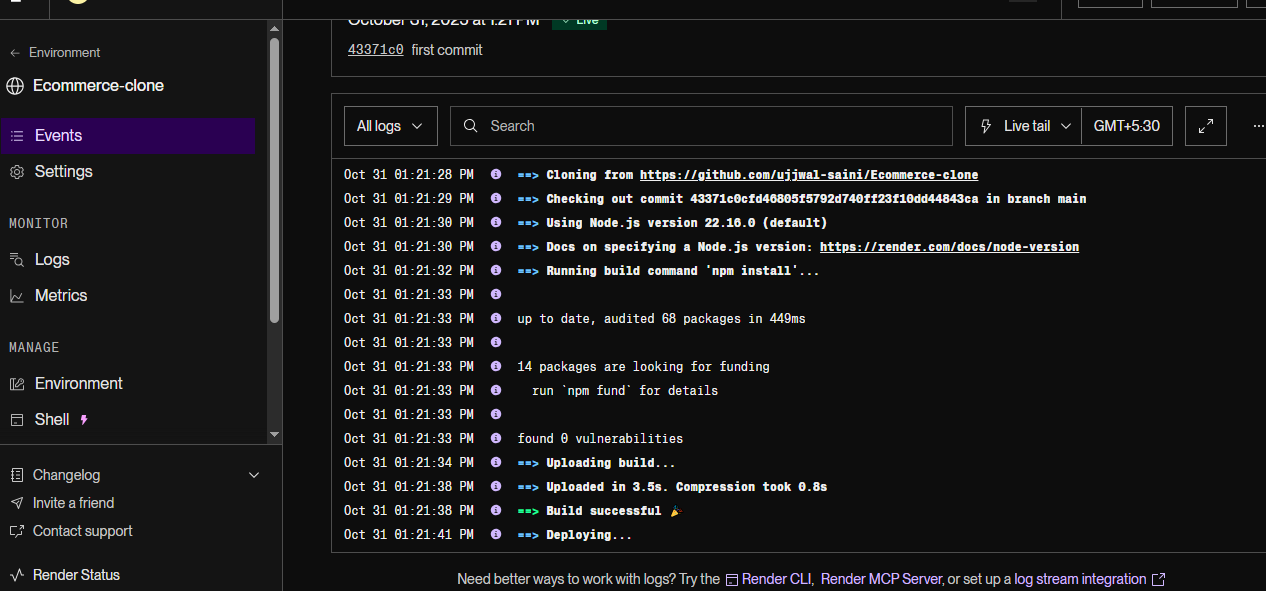 October 31, 2025 at 1:21 PM Live
43371c0 first commit
Environment
Ecommerce-clone
Events
Settings
MONITOR
Logs
Metrics
MANAGE
Environment
Shell
Changelog
Invite a friend
Contact support
Render Status
All logs
Search
Live tail
GMT+5:30
Oct 31 01:21:28 PM ==> Cloning from https://github.com/ujjwal-saini/Ecommerce-clone
Oct 31 01:21:29 PM ==> Checking out commit 43371c0cfd46805f5792d740ff23f10dd44843ca in branch main
Oct 31 01:21:30 PM ==> Using Node.js version 22.16.0 (default)
Oct 31 01:21:30 PM ==> Docs on specifying a Node.js version: https://render.com/docs/node-version
Oct 31 01:21:32 PM ==> Running build command 'npm install'...
Oct 31 01:21:33 PM
Oct 31 01:21:33 PM up to date, audited 68 packages in 449ms
Oct 31 01:21:33 PM
Oct 31 01:21:33 PM 14 packages are looking for funding
Oct 31 01:21:33 PM run `npm fund` for details
Oct 31 01:21:33 PM
Oct 31 01:21:33 PM found 0 vulnerabilities
Oct 31 01:21:34 PM ==> Uploading build...
Oct 31 01:21:38 PM ==> Uploaded in 3.5s. Compression took 0.8s
Oct 31 01:21:38 PM ==> Build successful 🎉
Oct 31 01:21:41 PM ==> Deploying...
Need better ways to work with logs? Try the Render CLI, Render MCP Server, or set up a log stream integration